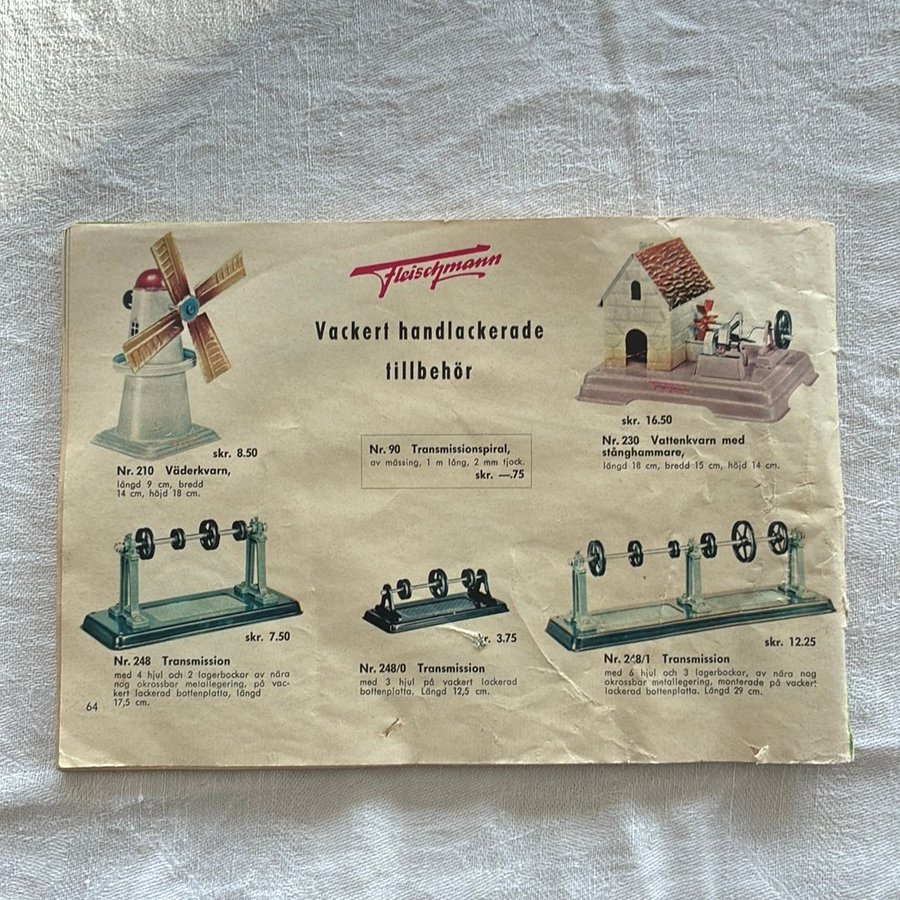 Fleischmann
Vackert handlackerade
tillbehör
skr. 8.50
Nr. 210 Väderkvarn,
längd 9 cm, bredd
14 cm, höjd 18 cm.
Nr. 90 Transmissionspiral,
av mässing, 1 m lång, 2 mm tjock.
skr. —.75
skr. 16.50
Nr. 230 Vattenkvarn med
stånghammare,
längd 18 cm, bredd 15 cm, höjd 14 cm.
Fleischmann
skr. 7.50
Nr. 248 Transmission
med 4 hjul och 2 lagerbockar av nära
nog okrossbar metallegering, på vac-
kert lackerad bottenplatta, längd
17,5 cm.
skr. 3.75
Nr. 248/0 Transmission
med 3 hjul på vackert lackerad
bottenplatta. Längd 12,5 cm.
skr. 12.25
Nr. 248/1 Transmission
med 6 hjul och 3 lagerbockar, av nära nog
okrossbar metallegering, monterade på vackert
lackerad bottenplatta. Längd 29 cm.
64